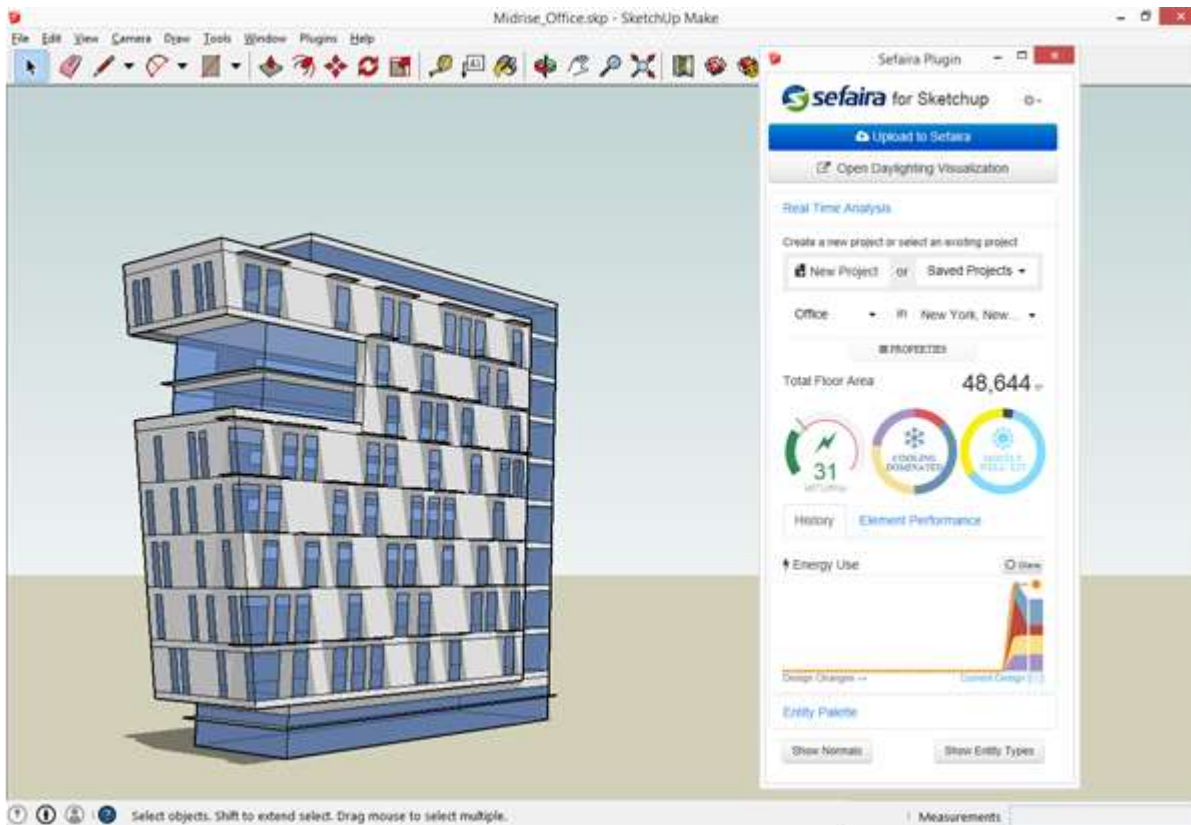 Midrise_Office.skp - SketchUp Make
File Edit View Camera Draw Tools Window Plugins Help
Sefaira Plugin
sefaira for Sketchup
Upload to Sefaira
Open Daylighting Visualization
Real Time Analysis
Create a new project or select an existing project
New Project or Saved Projects
Office in New York, New...
PROPERTIES
Total Floor Area 48,644
31
COOLING
DOMINATED
History Element Performance
Energy Use
Design Changes Current Design
Entity Palette
Show Normals Show Entity Types
Select objects. Shift to extend select. Drag mouse to select multiple.
Measurements